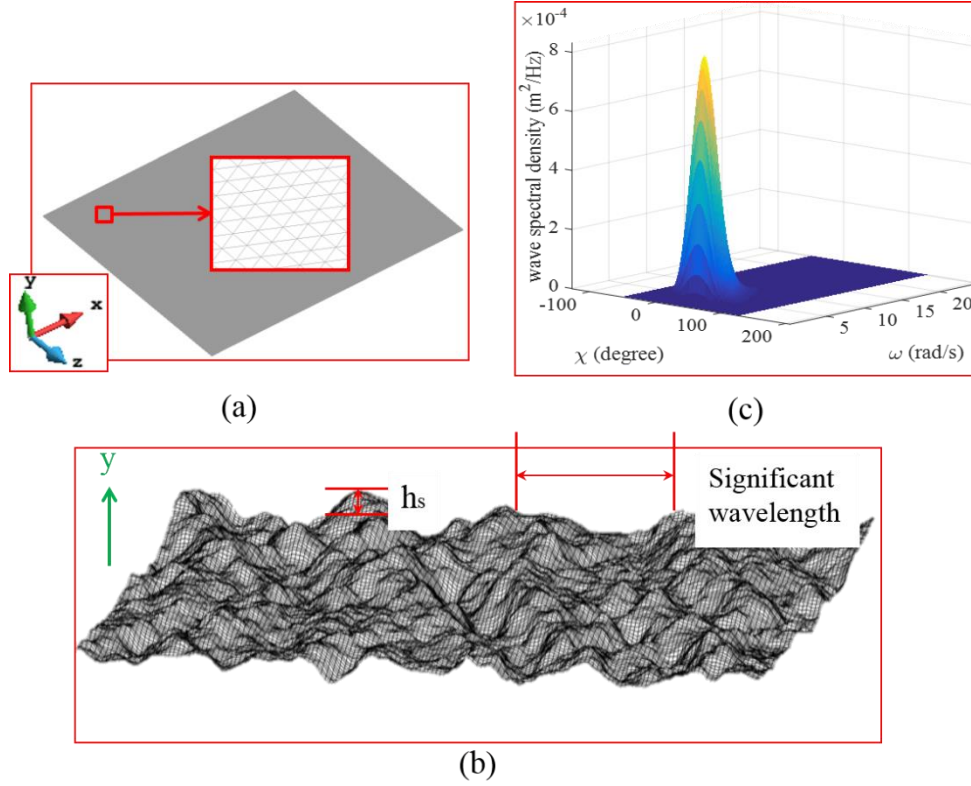 y
x
z
(a)
×10⁻⁴
8
6
4
2
0
wave spectral density (m²/Hz)
-100
0
100
200
χ (degree)
5
10
15
20
ω (rad/s)
(c)
y
hs
Significant
wavelength
(b)